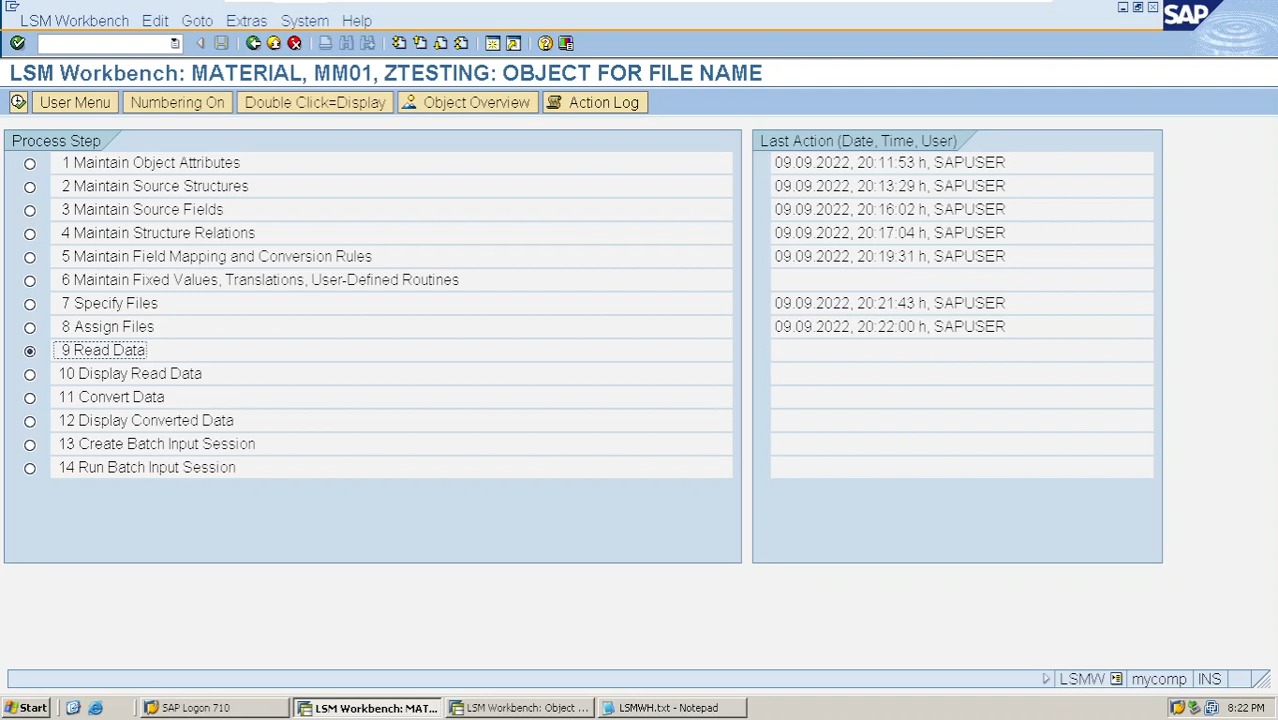 LSM Workbench Edit Goto Extras System Help
SAP
LSM Workbench: MATERIAL, MM01, ZTESTING: OBJECT FOR FILE NAME
User Menu Numbering On Double Click=Display Object Overview Action Log
Process Step Last Action (Date, Time, User)
1 Maintain Object Attributes 09.09.2022, 20:11:53 h, SAPUSER
2 Maintain Source Structures 09.09.2022, 20:13:29 h, SAPUSER
3 Maintain Source Fields 09.09.2022, 20:16:02 h, SAPUSER
4 Maintain Structure Relations 09.09.2022, 20:17:04 h, SAPUSER
5 Maintain Field Mapping and Conversion Rules 09.09.2022, 20:19:31 h, SAPUSER
6 Maintain Fixed Values, Translations, User-Defined Routines
7 Specify Files 09.09.2022, 20:21:43 h, SAPUSER
8 Assign Files 09.09.2022, 20:22:00 h, SAPUSER
9 Read Data
10 Display Read Data
11 Convert Data
12 Display Converted Data
13 Create Batch Input Session
14 Run Batch Input Session
LSMW mycomp INS
Start SAP Logon 710 LSM Workbench: MAT... LSM Workbench: Object ... LSMWH.txt - Notepad 8:22 PM